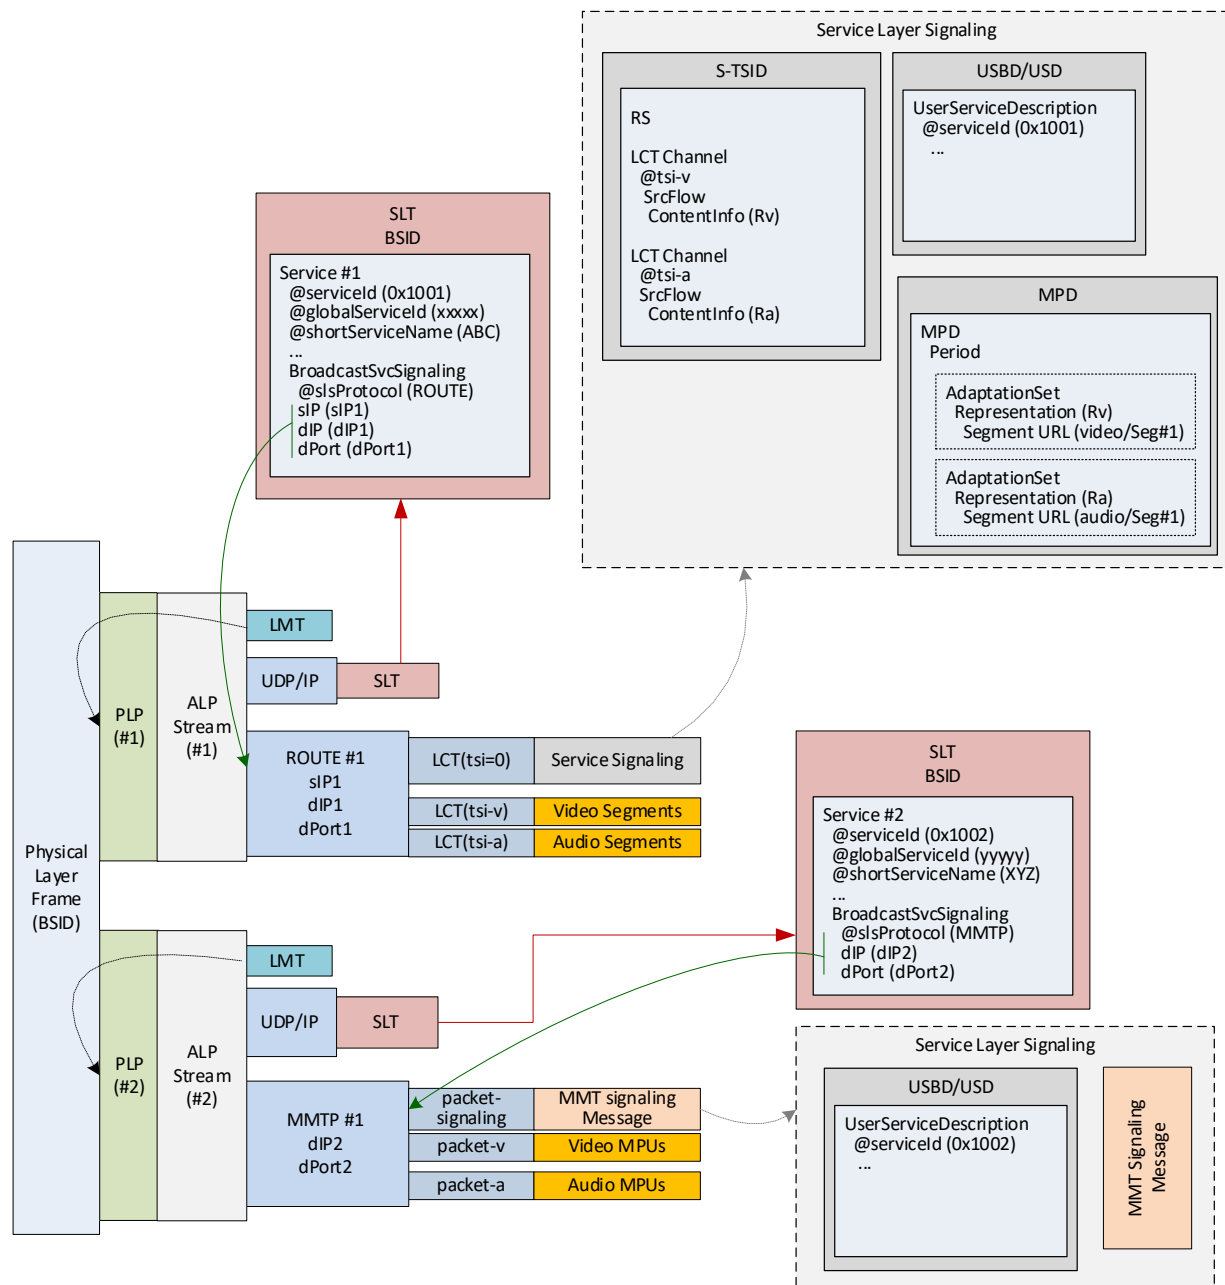 Service Layer Signaling
S-TSID
RS
LCT Channel
@tsi-v
SrcFlow
ContentInfo (Rv)
LCT Channel
@tsi-a
SrcFlow
ContentInfo (Ra)
USBD/USD
UserServiceDescription
@serviceId (0x1001)
...
MPD
MPD
Period
AdaptationSet
Representation (Rv)
Segment URL (video/Seg#1)
AdaptationSet
Representation (Ra)
Segment URL (audio/Seg#1)
SLT
BSID
Service #1
@serviceId (0x1001)
@globalServiceId (xxxxx)
@shortServiceName (ABC)
...
BroadcastSvcSignaling
@slsProtocol (ROUTE)
sIP (sIP1)
dIP (dIP1)
dPort (dPort1)
Physical
Layer
Frame
(BSID)
PLP
(#1)
ALP
Stream
(#1)
LMT
UDP/IP
SLT
ROUTE #1
sIP1
dIP1
dPort1
LCT(tsi=0)
Service Signaling
LCT(tsi-v)
Video Segments
LCT(tsi-a)
Audio Segments
SLT
BSID
Service #2
@serviceId (0x1002)
@globalServiceId (yyyyy)
@shortServiceName (XYZ)
...
BroadcastSvcSignaling
@slsProtocol (MMTP)
dIP (dIP2)
dPort (dPort2)
PLP
(#2)
ALP
Stream
(#2)
LMT
UDP/IP
SLT
MMTP #1
dIP2
dPort2
packet-
signaling
MMT signaling
Message
packet-v
Video MPUs
packet-a
Audio MPUs
Service Layer Signaling
USBD/USD
UserServiceDescription
@serviceId (0x1002)
...
MMT Signaling
Message